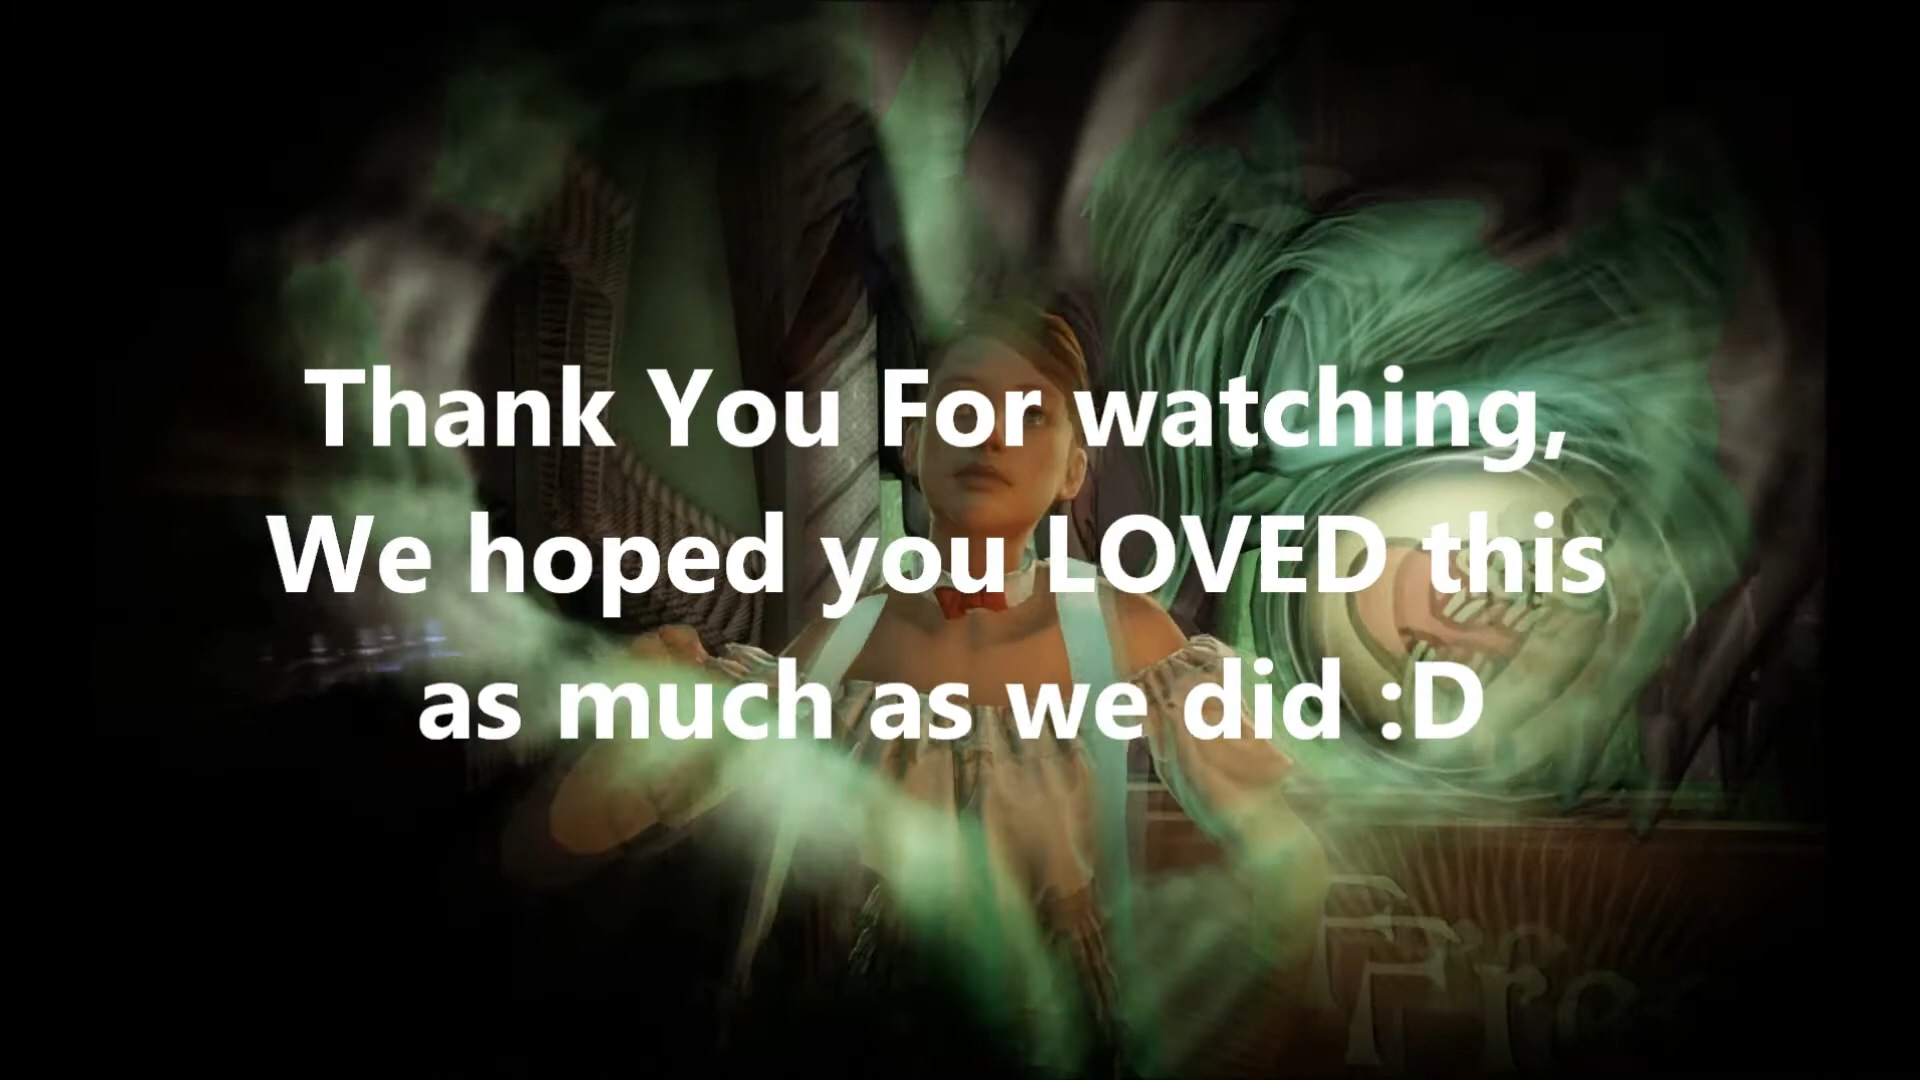 Thank You For watching,
We hoped you LOVED this
as much as we did :D